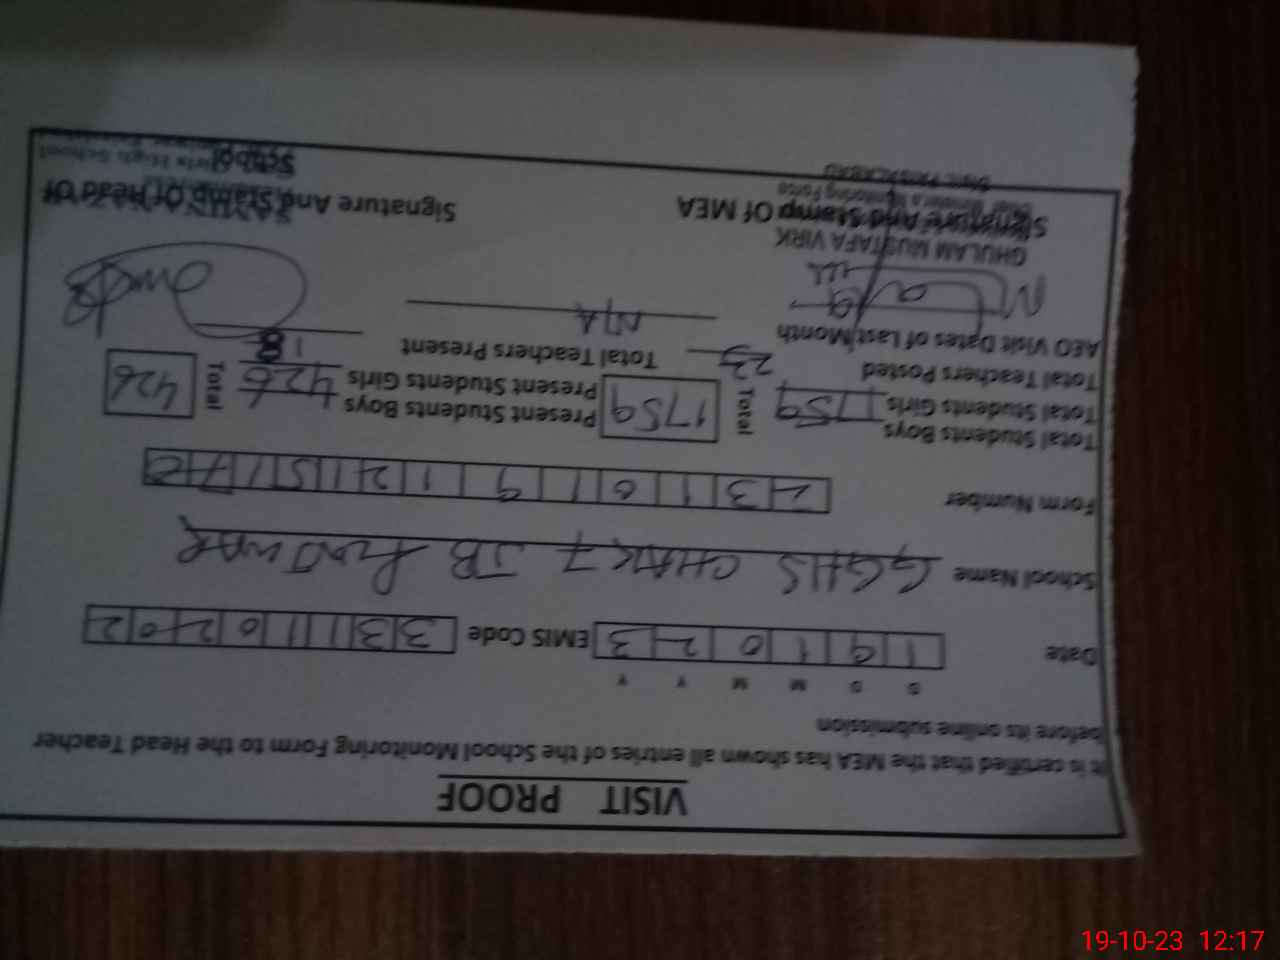 VISIT PROOF
It is certified that the MEA has shown all entries of the School Monitoring Form to the Head Teacher
before its online submission
D D M M Y Y
Date 1 9 1 0 2 3 EMIS Code 3 3 1 1 0 2 0 2
School Name GGHS CHAK 7 JB
Form Number 2 3 1 0 1 9 1 2 1 5 1 7
Total Students Boys Present Students Boys
Total Students Girls 1759 Total 1759 Present Students Girls 426 Total 426
Total Teachers Posted 23 Total Teachers Present 18
AEO Visit Dates of Last Month N/A
GHULAM MUSTAFA VIRK
Signature And Stamp Of MEA Signature And Stamp Of Head Of
Monitoring Force School
Girls High School
19-10-23 12:17